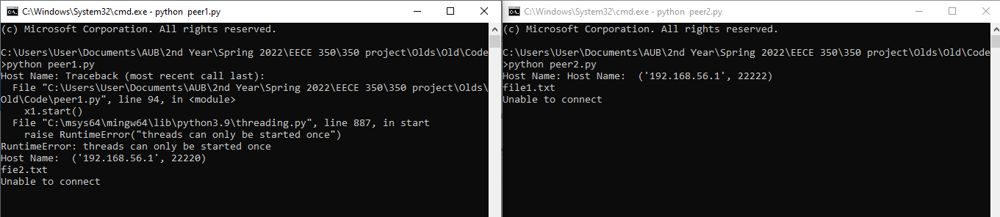 C:\Windows\System32\cmd.exe - python  peer1.py
(c) Microsoft Corporation. All rights reserved.
C:\Users\User\Documents\AUB\2nd Year\Spring 2022\EECE 350\350 project\Olds\Old\Code
>python peer1.py
Host Name: Traceback (most recent call last):
  File "C:\Users\User\Documents\AUB\2nd Year\Spring 2022\EECE 350\350 project\Olds\
Old\Code\peer1.py", line 94, in <module>
    x1.start()
  File "C:\msys64\mingw64\lib\python3.9\threading.py", line 887, in start
    raise RuntimeError("threads can only be started once")
RuntimeError: threads can only be started once
Host Name:  ('192.168.56.1', 22220)
fie2.txt
Unable to connect
C:\Windows\System32\cmd.exe - python  peer2.py
(c) Microsoft Corporation. All rights reserved.
C:\Users\User\Documents\AUB\2nd Year\Spring 2022\EECE 350\350 project\Olds\Old\Code
>python peer2.py
Host Name: Host Name:  ('192.168.56.1', 22222)
file1.txt
Unable to connect